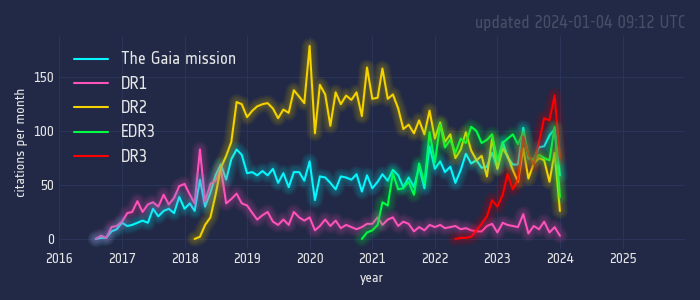 updated 2024-01-04 09:12 UTC
The Gaia mission
DR1
DR2
EDR3
DR3
citations per month
150
100
50
0
2016 2017 2018 2019 2020 2021 2022 2023 2024 2025
year